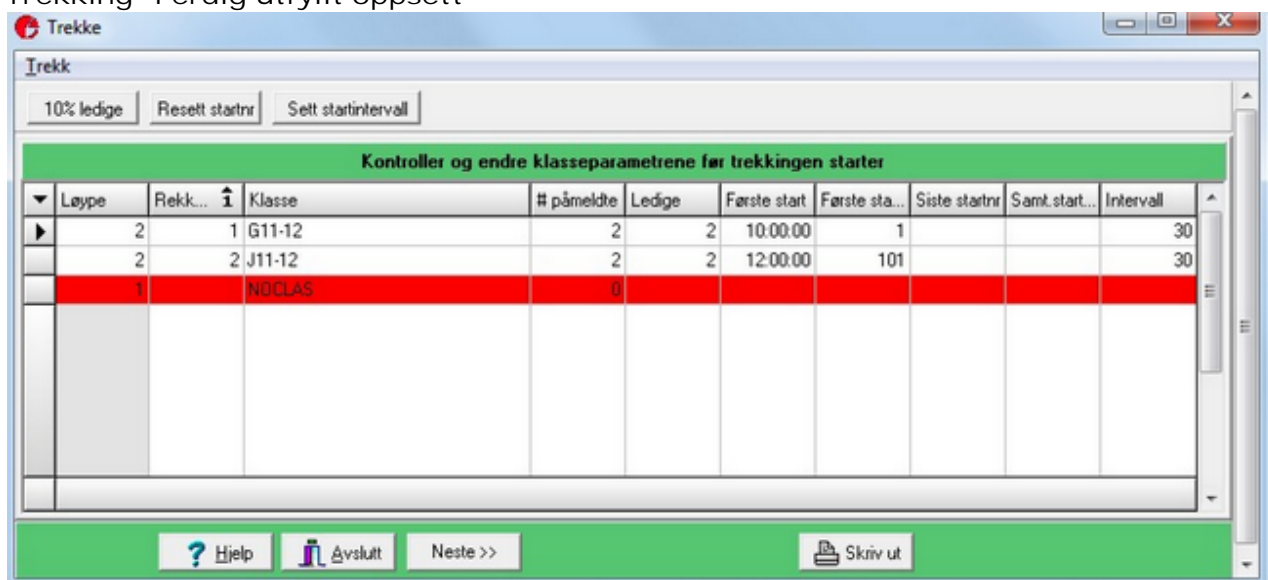 Trekking- Ferdig utfyllt oppsett
Trekke
Trekk
10% ledige Resett startnr Sett startintervall
Kontroller og endre klasseparametrene før trekkingen starter
Løype Rekk... 1 Klasse # påmeldte Ledige Første start Første sta... Siste startnr Samt.start... Intervall
2 1 G11-12 2 2 10:00:00 1 30
2 2 J11-12 2 2 12:00:00 101 30
1 NOCLAS 0
? Hjelp Avslutt Neste >> Skriv ut